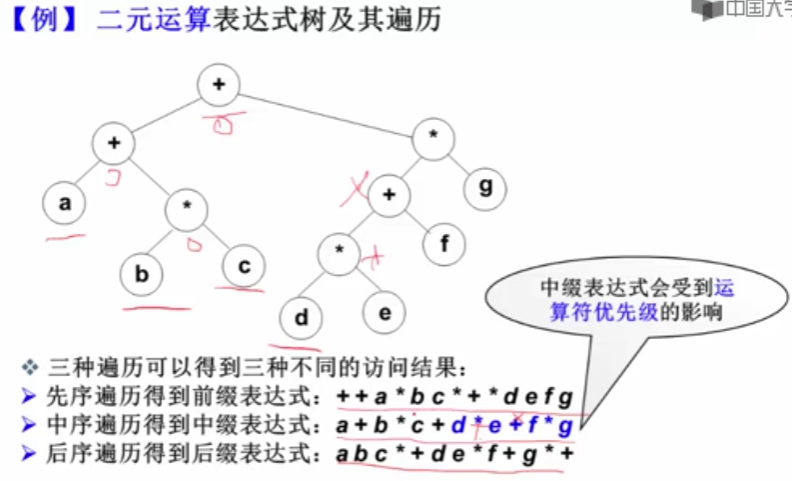 【例】二元运算表达式树及其遍历
中国大学
+
+
*
a
*
+
g
b
c
*
f
d
e
中缀表达式会受到运
算符优先级的影响
❖ 三种遍历可以得到三种不同的访问结果：
➢ 先序遍历得到前缀表达式：++a*bc*+*defg
➢ 中序遍历得到中缀表达式：a+b*c+d*e+f*g
➢ 后序遍历得到后缀表达式：abc*+de*f+g*+